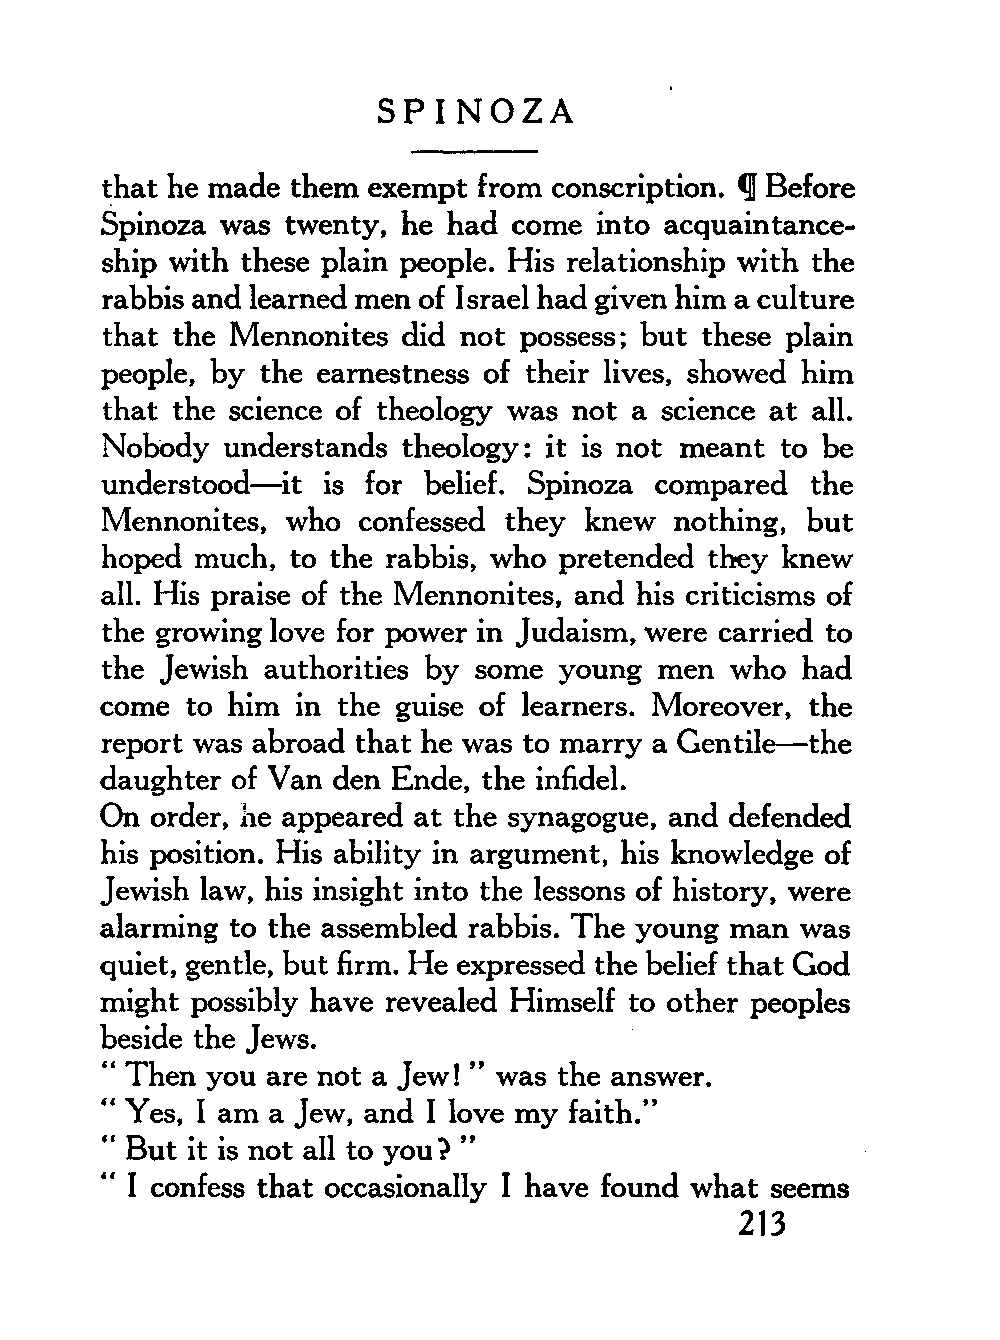 SPINOZA
that he made them exempt from conscription. ¶ Before
Spinoza was twenty, he had come into acquaintance-
ship with these plain people. His relationship with the
rabbis and learned men of Israel had given him a culture
that the Mennonites did not possess; but these plain
people, by the earnestness of their lives, showed him
that the science of theology was not a science at all.
Nobody understands theology: it is not meant to be
understood—it is for belief. Spinoza compared the
Mennonites, who confessed they knew nothing, but
hoped much, to the rabbis, who pretended they knew
all. His praise of the Mennonites, and his criticisms of
the growing love for power in Judaism, were carried to
the Jewish authorities by some young men who had
come to him in the guise of learners. Moreover, the
report was abroad that he was to marry a Gentile—the
daughter of Van den Ende, the infidel.
On order, he appeared at the synagogue, and defended
his position. His ability in argument, his knowledge of
Jewish law, his insight into the lessons of history, were
alarming to the assembled rabbis. The young man was
quiet, gentle, but firm. He expressed the belief that God
might possibly have revealed Himself to other peoples
beside the Jews.
“ Then you are not a Jew! ” was the answer.
“ Yes, I am a Jew, and I love my faith.”
“ But it is not all to you? ”
“ I confess that occasionally I have found what seems
213